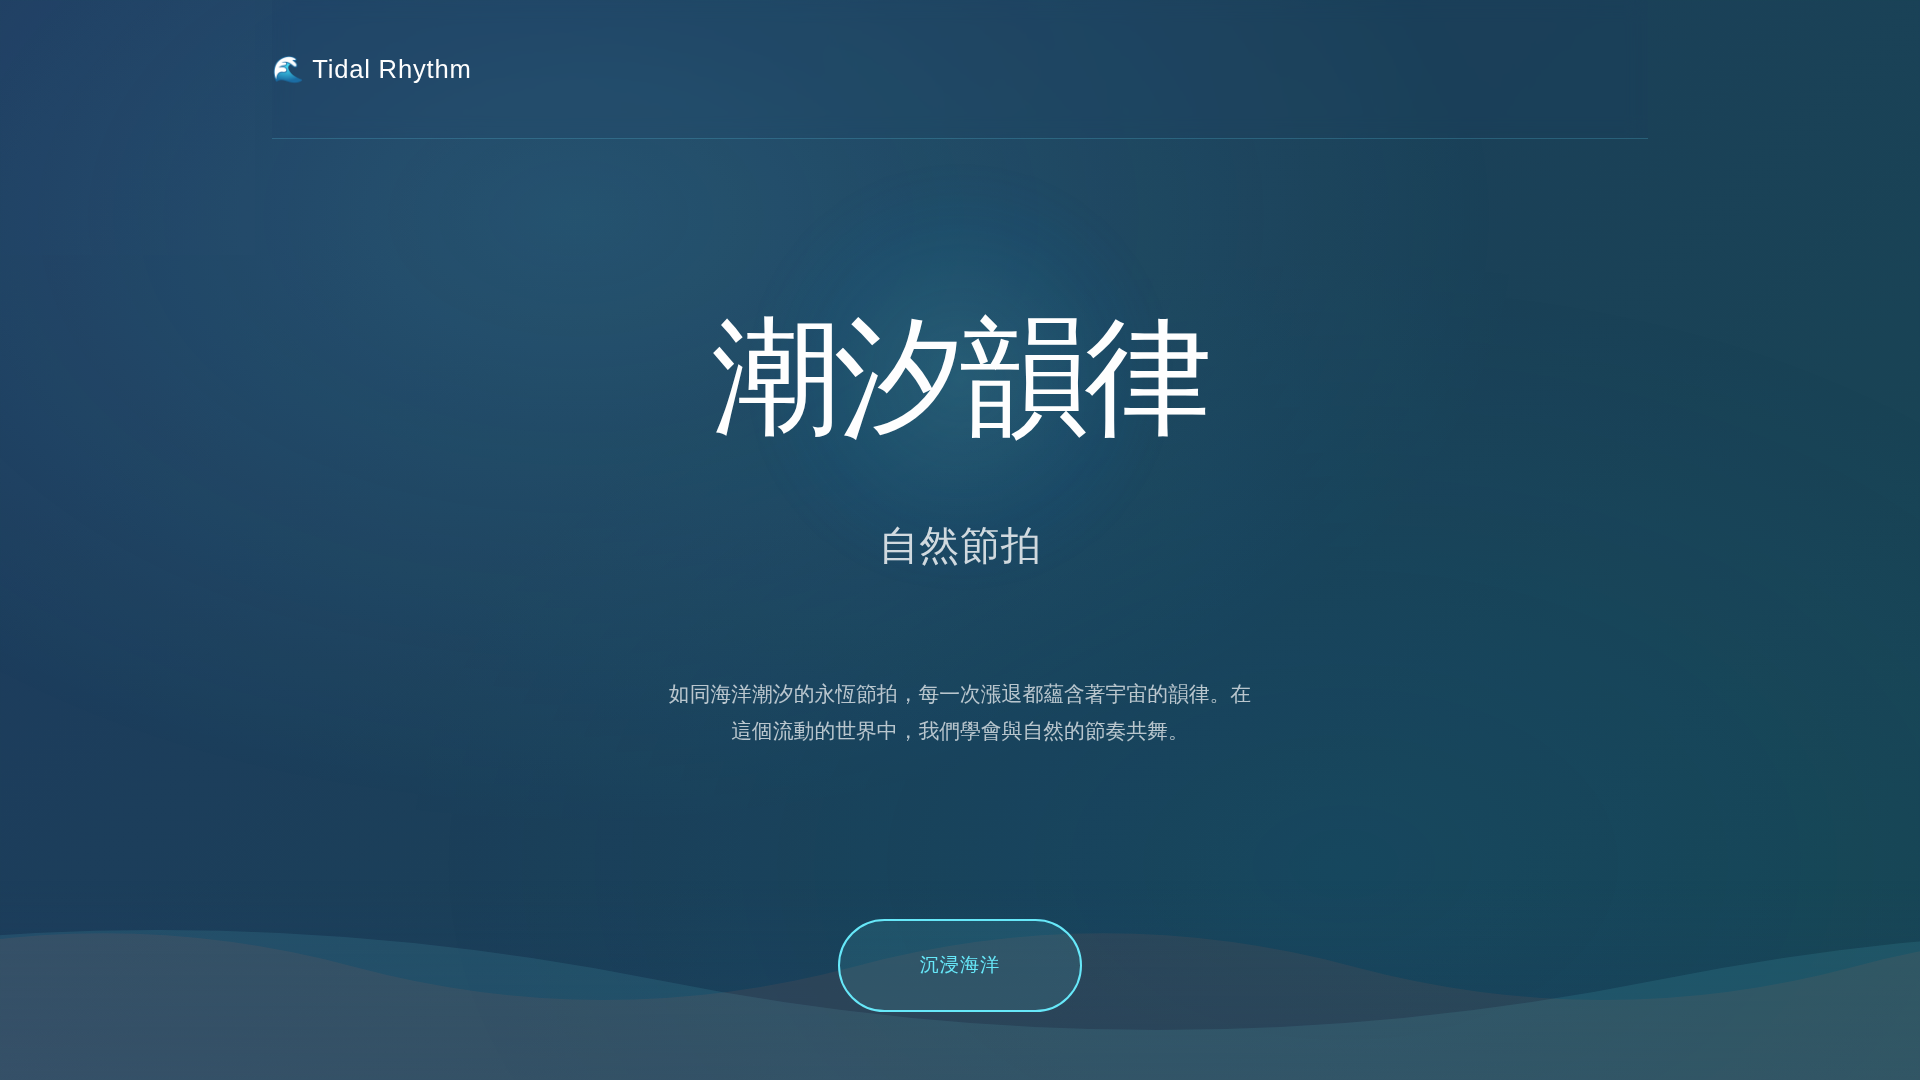 🌊 Tidal Rhythm
潮汐韻律
自然節拍
如同海洋潮汐的永恆節拍，每一次漲退都蘊含著宇宙的韻律。在
這個流動的世界中，我們學會與自然的節奏共舞。
沉浸海洋